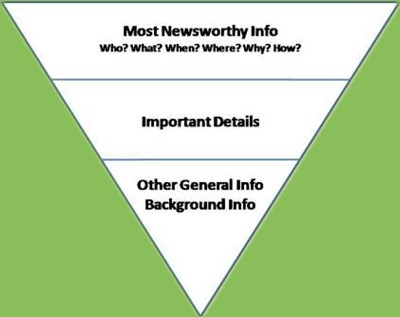 Most Newsworthy Info
Who? What? When? Where? Why? How?
Important Details
Other General Info
Background Info